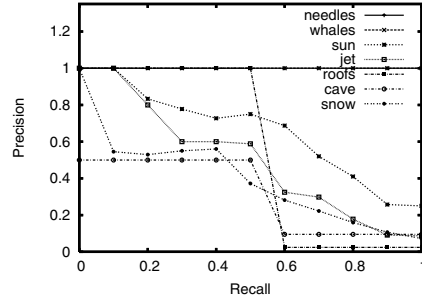 needles
whales
sun
jet
roofs
cave
snow
1.2
1
0.8
0.6
0.4
0.2
0
0 0.2 0.4 0.6 0.8 1
Precision
Recall